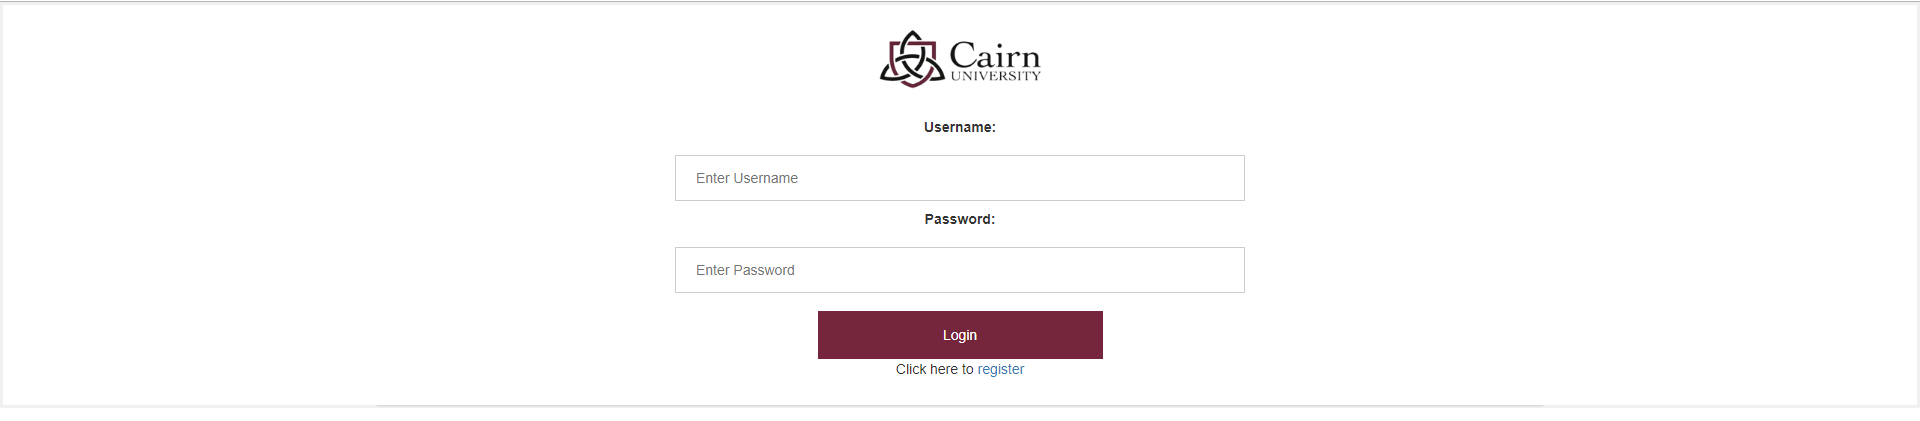 Cairn
UNIVERSITY
Username:
Enter Username
Password:
Enter Password
Login
Click here to register